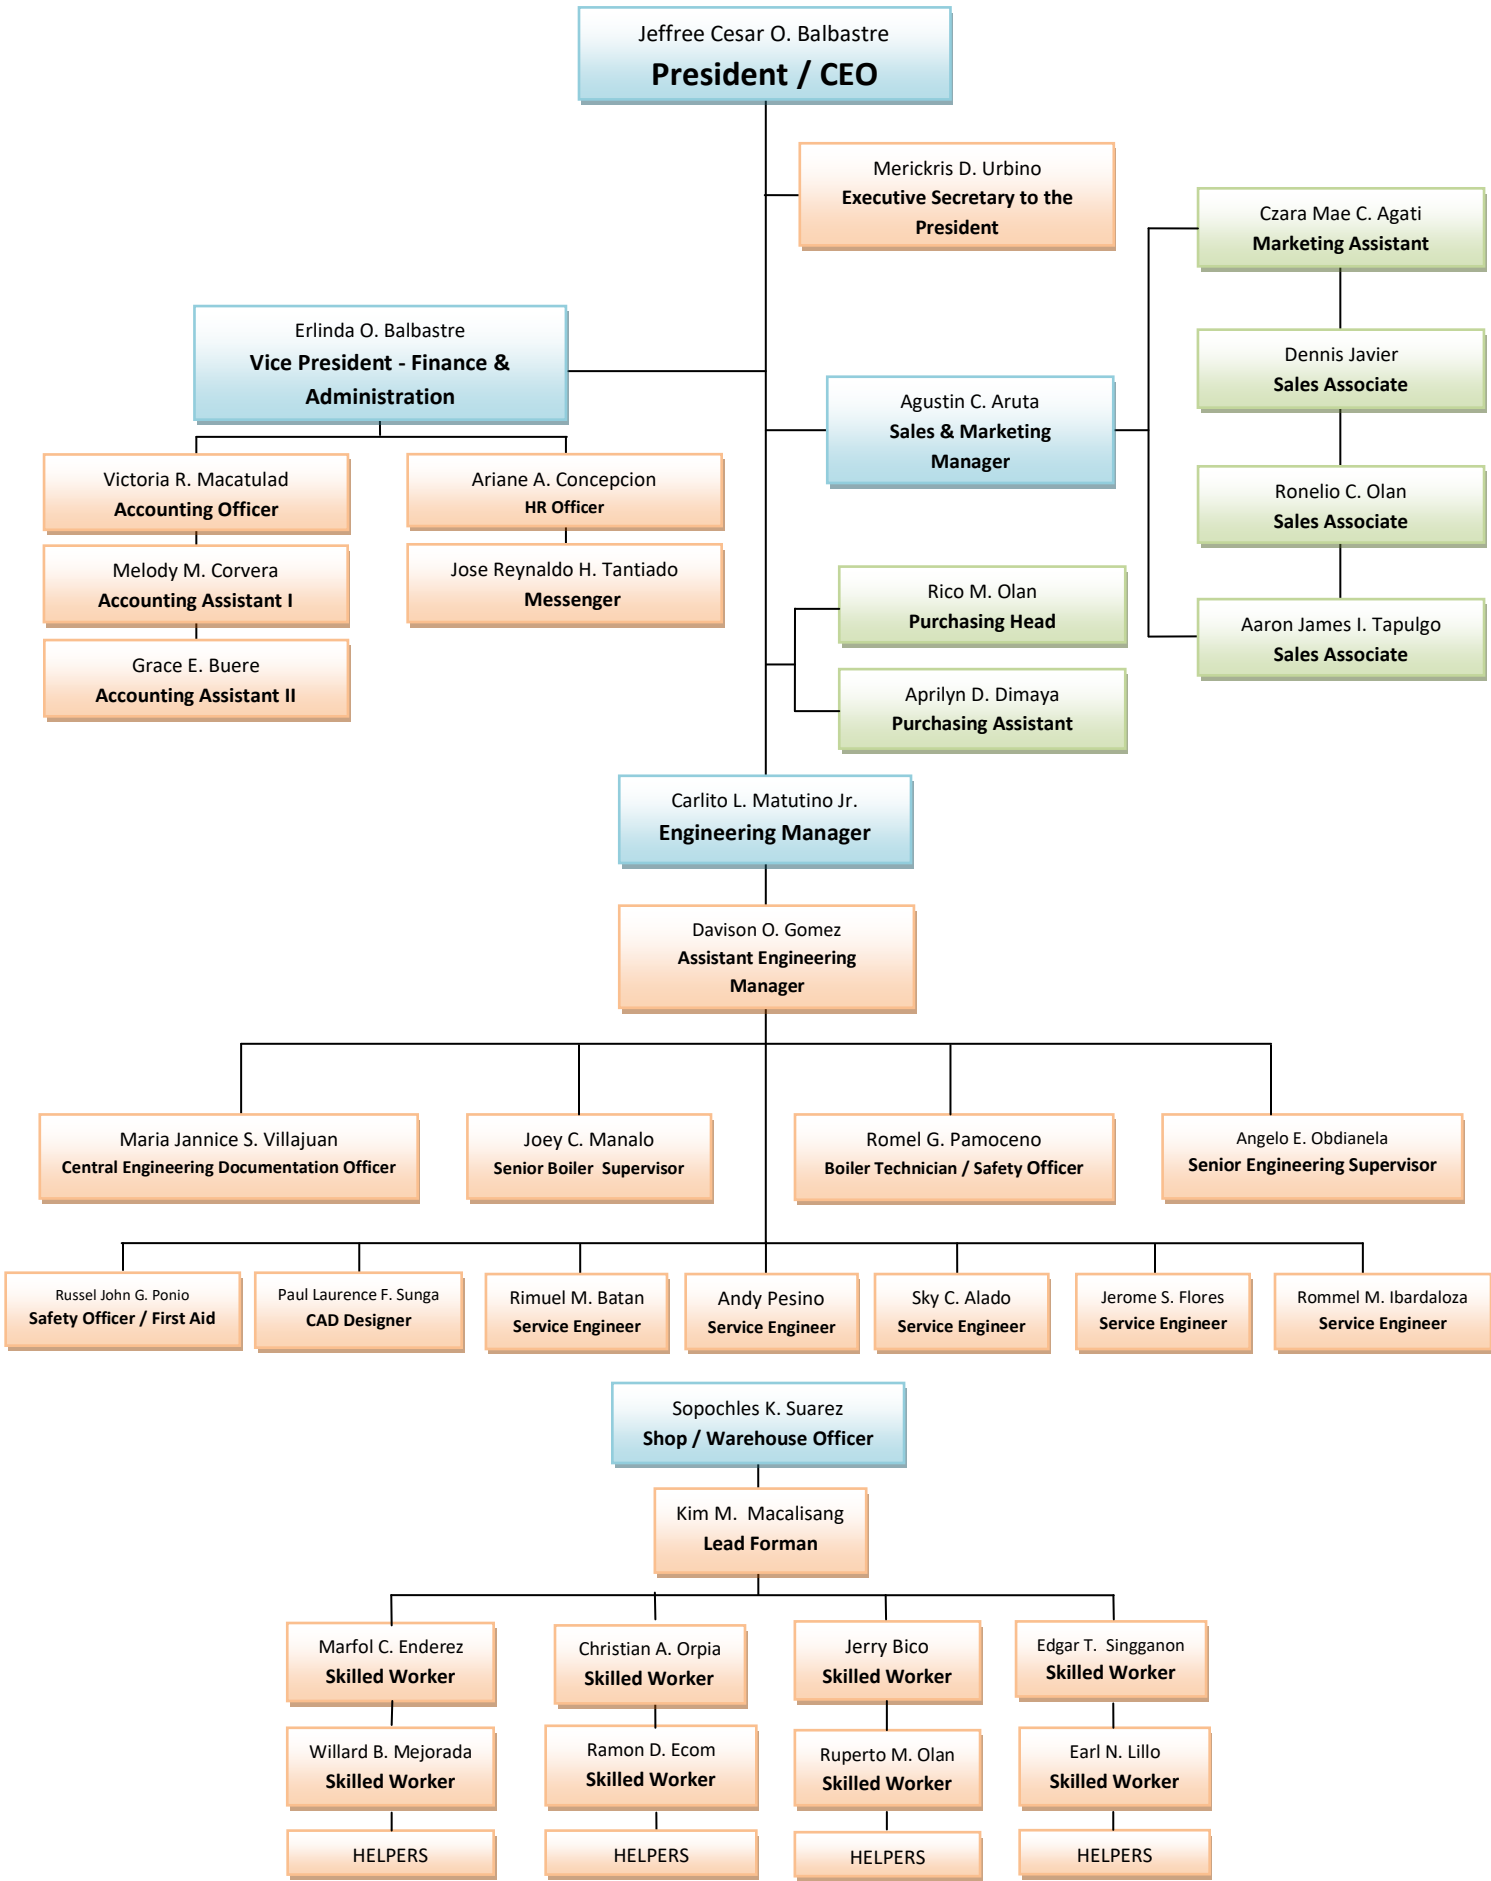 Jeffree Cesar O. Balbastre
President / CEO
Merickris D. Urbino
Executive Secretary to the
President
Czara Mae C. Agati
Marketing Assistant
Erlinda O. Balbastre
Vice President - Finance &
Administration
Dennis Javier
Sales Associate
Agustin C. Aruta
Sales & Marketing
Manager
Victoria R. Macatulad
Accounting Officer
Ariane A. Concepcion
HR Officer
Ronelio C. Olan
Sales Associate
Melody M. Corvera
Accounting Assistant I
Jose Reynaldo H. Tantiado
Messenger
Rico M. Olan
Purchasing Head
Aaron James I. Tapulgo
Sales Associate
Grace E. Buere
Accounting Assistant II
Aprilyn D. Dimaya
Purchasing Assistant
Carlito L. Matutino Jr.
Engineering Manager
Davison O. Gomez
Assistant Engineering
Manager
Maria Jannice S. Villajuan
Central Engineering Documentation Officer
Joey C. Manalo
Senior Boiler Supervisor
Romel G. Pamoceno
Boiler Technician / Safety Officer
Angelo E. Obdianela
Senior Engineering Supervisor
Russel John G. Ponio
Safety Officer / First Aid
Paul Laurence F. Sunga
CAD Designer
Rimuel M. Batan
Service Engineer
Andy Pesino
Service Engineer
Sky C. Alado
Service Engineer
Jerome S. Flores
Service Engineer
Rommel M. Ibardaloza
Service Engineer
Sopochles K. Suarez
Shop / Warehouse Officer
Kim M. Macalisang
Lead Forman
Marfol C. Enderez
Skilled Worker
Christian A. Orpia
Skilled Worker
Jerry Bico
Skilled Worker
Edgar T. Singganon
Skilled Worker
Willard B. Mejorada
Skilled Worker
Ramon D. Ecom
Skilled Worker
Ruperto M. Olan
Skilled Worker
Earl N. Lillo
Skilled Worker
HELPERS
HELPERS
HELPERS
HELPERS